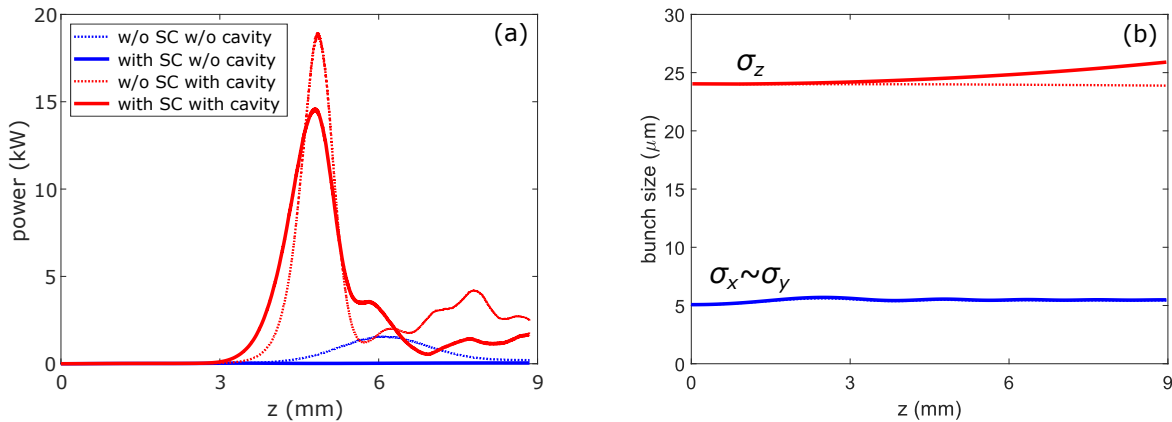 (a)
w/o SC w/o cavity
with SC w/o cavity
w/o SC with cavity
with SC with cavity
power (kW)
20
15
10
5
0
0
3
6
9
z (mm)
(b)
σz
σx~σy
bunch size (μm)
30
25
20
15
10
5
0
0
3
6
9
z (mm)